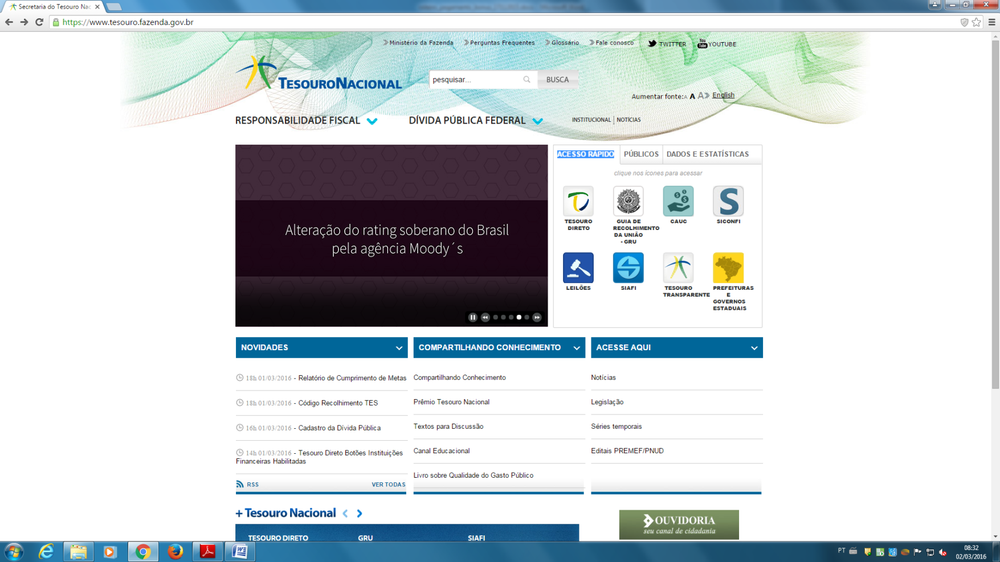 Secretaria do Tesouro Nac
https://www.tesouro.fazenda.gov.br
Ministério da Fazenda
Perguntas Frequentes
Glossário
Fale conosco
TWITTER
You Tube YOUTUBE
TESOURONACIONAL
pesquisar...
BUSCA
Aumentar fonte: A A A
English
RESPONSABILIDADE FISCAL
DÍVIDA PÚBLICA FEDERAL
INSTITUCIONAL
NOTÍCIAS
Alteração do rating soberano do Brasil
pela agência Moody´s
ACESSO RÁPIDO
PÚBLICOS
DADOS E ESTATÍSTICAS
clique nos ícones para acessar
TESOURO
DIRETO
GUIA DE
RECOLHIMENTO
DA UNIÃO
- GRU
CAUC
S
SICONFI
LEILÕES
SIAFI
TESOURO
TRANSPARENTE
PREFEITURAS
E
GOVERNOS
ESTADUAIS
NOVIDADES
18h 01/03/2016 - Relatório de Cumprimento de Metas
18h 01/03/2016 - Código Recolhimento TES
16h 01/03/2016 - Cadastro da Dívida Pública
14h 01/03/2016 - Tesouro Direto Botões Instituições
Financeiras Habilitadas
RSS
VER TODAS
COMPARTILHANDO CONHECIMENTO
Compartilhando Conhecimento
Prêmio Tesouro Nacional
Textos para Discussão
Canal Educacional
Livro sobre Qualidade do Gasto Público
ACESSE AQUI
Notícias
Legislação
Séries temporais
Editais PREMEF/PNUD
+ Tesouro Nacional
TESOURO DIRETO
GRU
SIAFI
OUVIDORIA
seu canal de cidadania
PT
08:32
02/03/2016